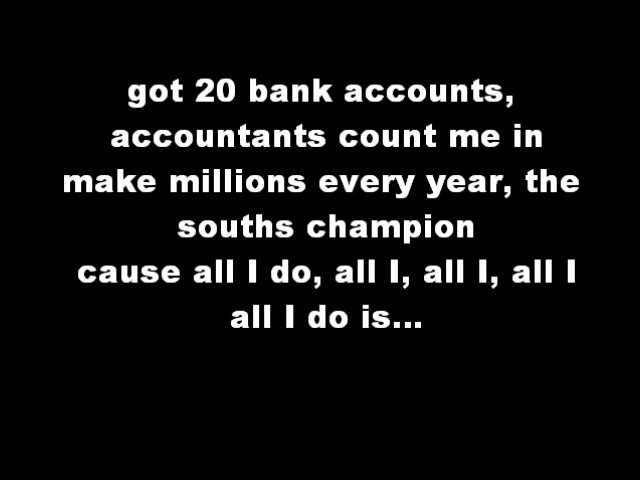 got 20 bank accounts,
accountants count me in
make millions every year, the
souths champion
cause all I do, all I, all I, all I
all I do is...